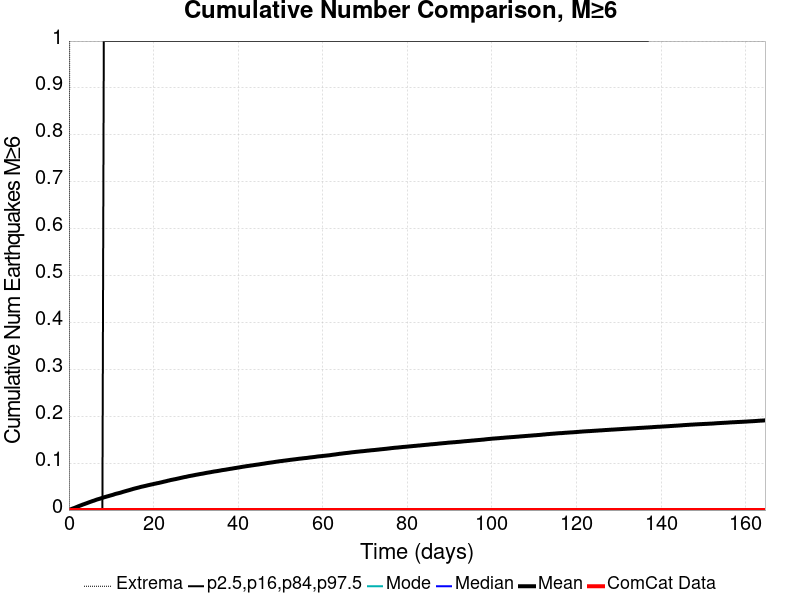 Cumulative Number Comparison, M≥6
Cumulative Num Earthquakes M≥6
1
0.9
0.8
0.7
0.6
0.5
0.4
0.3
0.2
0.1
0
0 20 40 60 80 100 120 140 160
Time (days)
Extrema p2.5,p16,p84,p97.5 Mode Median Mean ComCat Data